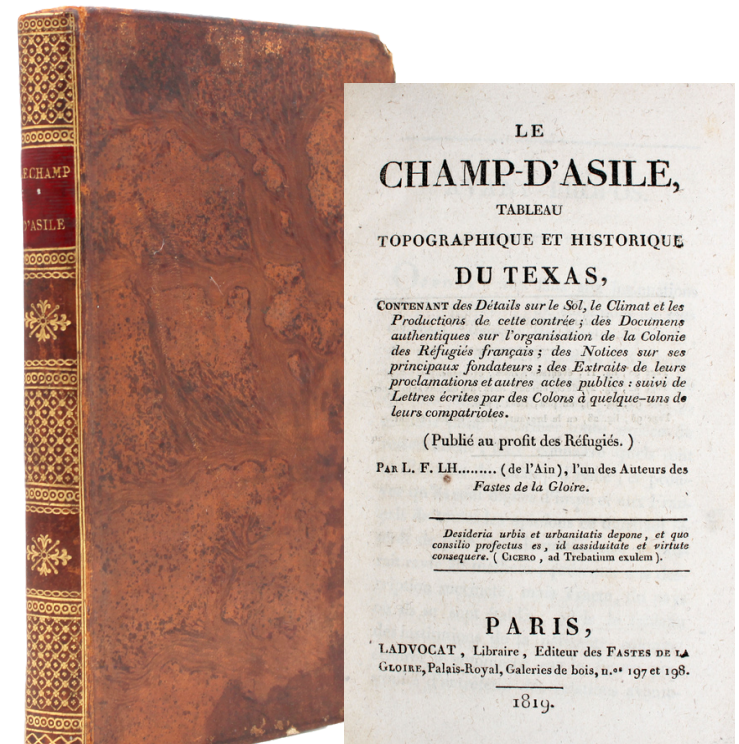 LE CHAMP
D'ASILE
LE
CHAMP-D'ASILE,
TABLEAU
TOPOGRAPHIQUE ET HISTORIQUE
DU TEXAS,
CONTENANT des Détails sur le Sol, le Climat et les
Productions de cette contrée ; des Documens
authentiques sur l'organisation de la Colonie
des Réfugiés français ; des Notices sur ses
principaux fondateurs ; des Extraits de leurs
proclamations et autres actes publics : suivi de
Lettres écrites par des Colons à quelque-uns de
leurs compatriotes.
(Publié au profit des Réfugiés.)
PAR L. F. LH......... (de l'Ain), l'un des Auteurs des
Fastes de la Gloire.
Desideria urbis et urbanitatis depone, et quo
consilio profectus es, id assiduitate et virtute
consequere. ( CICERO, ad Trebatium exulem ).
PARIS,
LADVOCAT, Libraire, Editeur des FASTES DE LA
GLOIRE, Palais-Royal, Galeries de bois, n.os 197 et 198.
1819.